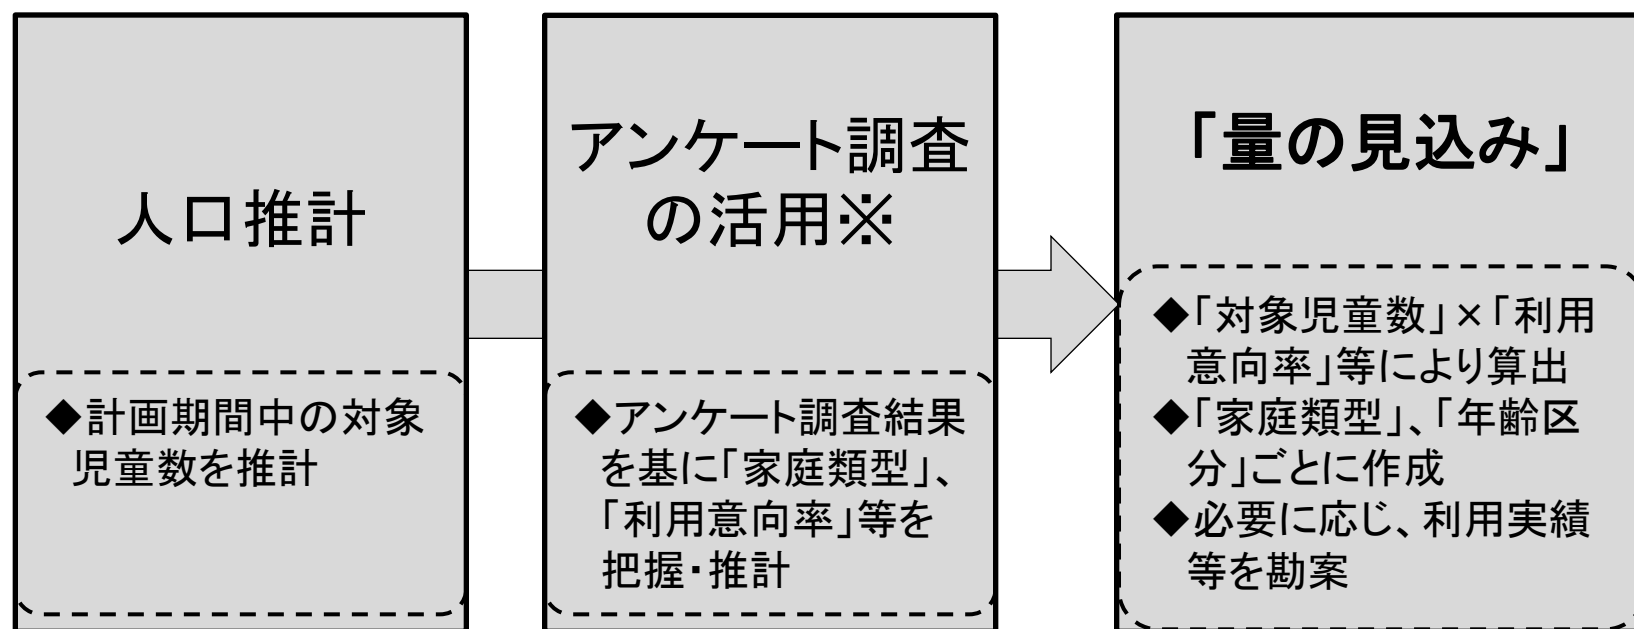 人口推計
◆計画期間中の対象
児童数を推計
アンケート調査
の活用※
◆アンケート調査結果
を基に「家庭類型」、
「利用意向率」等を
把握・推計
「量の見込み」
◆「対象児童数」×「利用
意向率」等により算出
◆「家庭類型」、「年齢区
分」ごとに作成
◆必要に応じ、利用実績
等を勘案